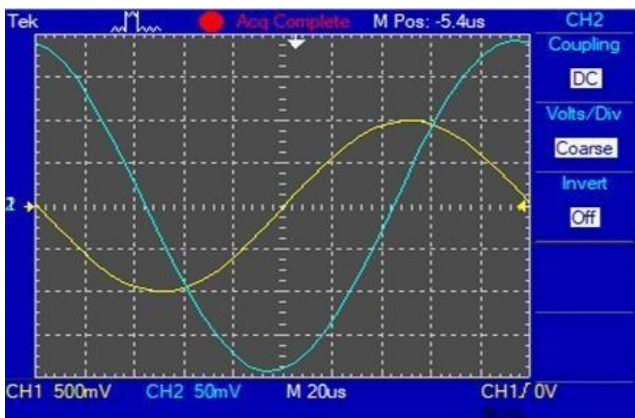 Tek Acq Complete M Pos: -5.4us CH2
Coupling
DC
Volts/Div
Coarse
Invert
Off
2
CH1 500mV CH2 50mV M 20us CH1 0V